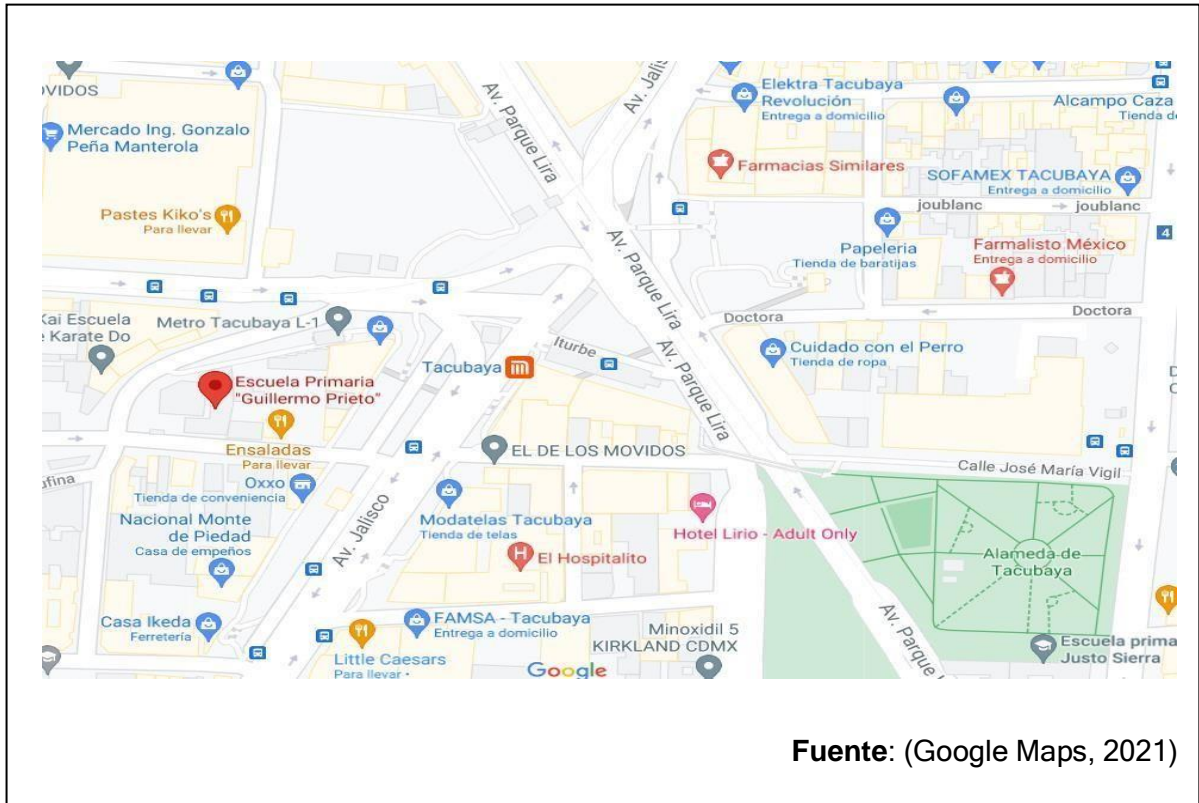 OVIDOS
Mercado Ing. Gonzalo
Peña Manterola
Pastes Kiko's
Para llevar
Av. Parque Lira
Elektra Tacubaya
Revolución
Entrega a domicilio
Alcampo Caza
Tienda d
Farmacias Similares
SOFAMEX TACUBAYA
Entrega a domicilio
joublanc
joublanc
Papeleria
Tienda de baratijas
Farmalisto México
Entrega a domicilio
4
Av. Parque Lira
Kai Escuela
e Karate Do
Metro Tacubaya L-1
Doctora
Doctora
Iturbe
Tacubaya
Av. Parque Lira
Cuidado con el Perro
Tienda de ropa
Escuela Primaria
"Guillermo Prieto"
Ensaladas
Para llevar
EL DE LOS MOVIDOS
Calle José María Vigil
ufina
Oxxo
Tienda de conveniencia
Av. Jalisco
Modatelas Tacubaya
Tienda de telas
Hotel Lirio - Adult Only
Nacional Monte
de Piedad
Casa de empeños
H
El Hospitalito
Alameda de
Tacubaya
Casa Ikeda
Ferretería
FAMSA - Tacubaya
Entrega a domicilio
Minoxidil 5
KIRKLAND CDMX
Av. Parque
Escuela prima
Justo Sierra
Little Caesars
Para llevar ·
Google
Fuente: (Google Maps, 2021)